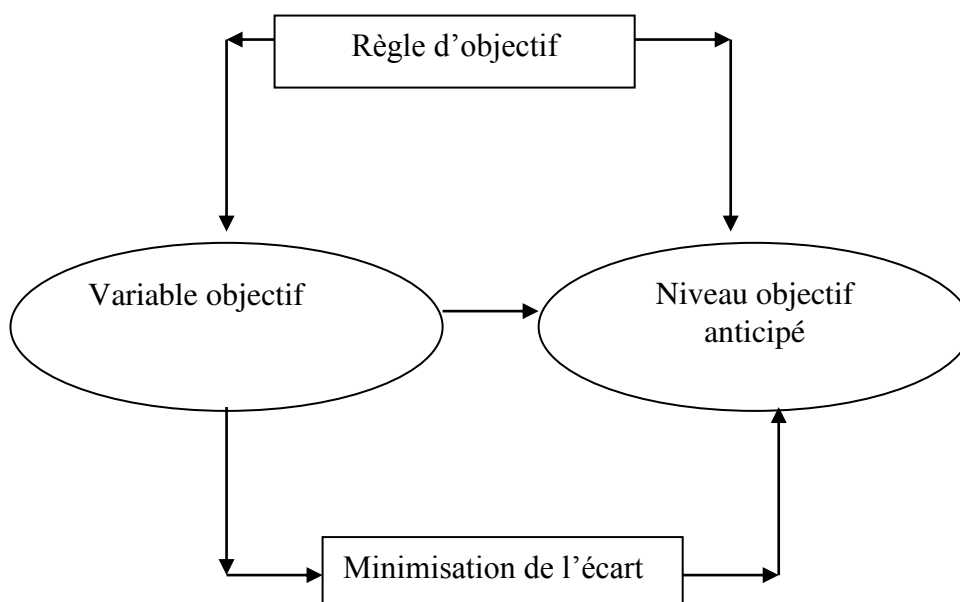 Règle d’objectif
Variable objectif
Niveau objectif
anticipé
Minimisation de l’écart